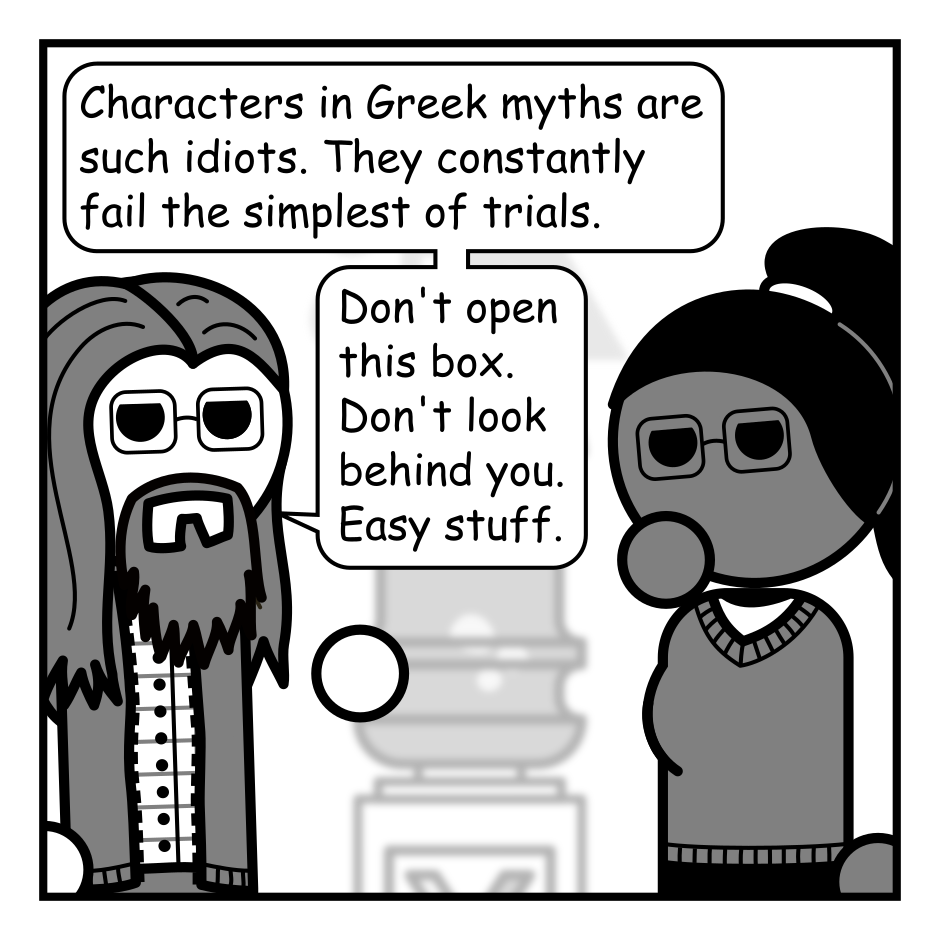 Characters in Greek myths are
such idiots. They constantly
fail the simplest of trials.
Don't open
this box.
Don't look
behind you.
Easy stuff.